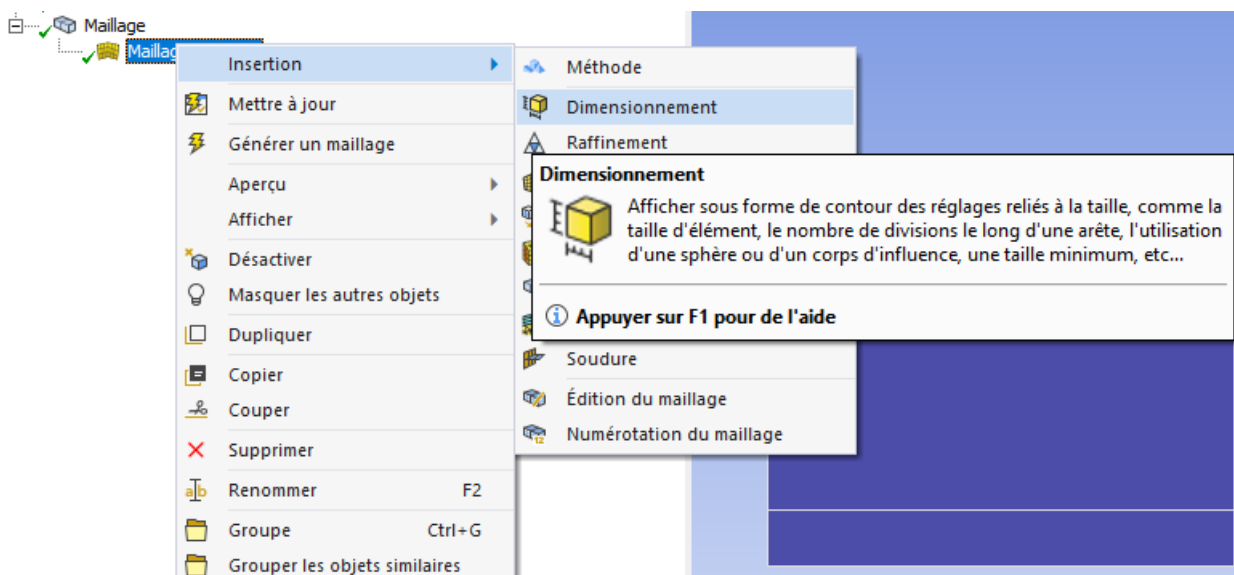 Maillage
Maillag
Insertion
Mettre à jour
Générer un maillage
Aperçu
Afficher
Désactiver
Masquer les autres objets
Dupliquer
Copier
Couper
Supprimer
Renommer F2
Groupe Ctrl+G
Grouper les objets similaires
Méthode
Dimensionnement
Raffinement
Dimensionnement
Afficher sous forme de contour des réglages reliés à la taille, comme la
taille d'élément, le nombre de divisions le long d'une arête, l'utilisation
d'une sphère ou d'un corps d'influence, une taille minimum, etc...
Appuyer sur F1 pour de l'aide
Soudure
Édition du maillage
Numérotation du maillage